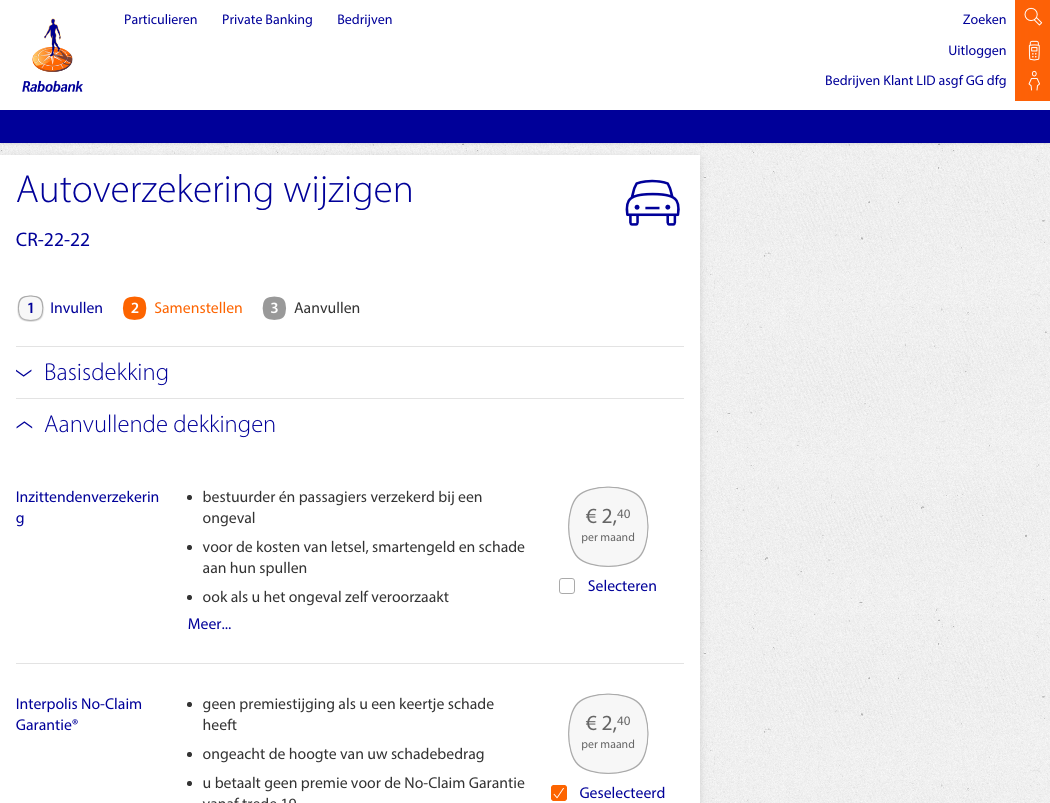 Particulieren Private Banking Bedrijven
Zoeken
Uitloggen
Bedrijven Klant LID asgf GG dfg
Rabobank
Autoverzekering wijzigen
CR-22-22
1 Invullen 2 Samenstellen 3 Aanvullen
Basisdekking
Aanvullende dekkingen
Inzittendenverzekerin
g
• bestuurder én passagiers verzekerd bij een
ongeval
• voor de kosten van letsel, smartengeld en schade
aan hun spullen
• ook als u het ongeval zelf veroorzaakt
Meer...
€ 2,40
per maand
Selecteren
Interpolis No-Claim
Garantie®
• geen premiestijging als u een keertje schade
heeft
• ongeacht de hoogte van uw schadebedrag
• u betaalt geen premie voor de No-Claim Garantie
vanaf trede 19
€ 2,40
per maand
Geselecteerd